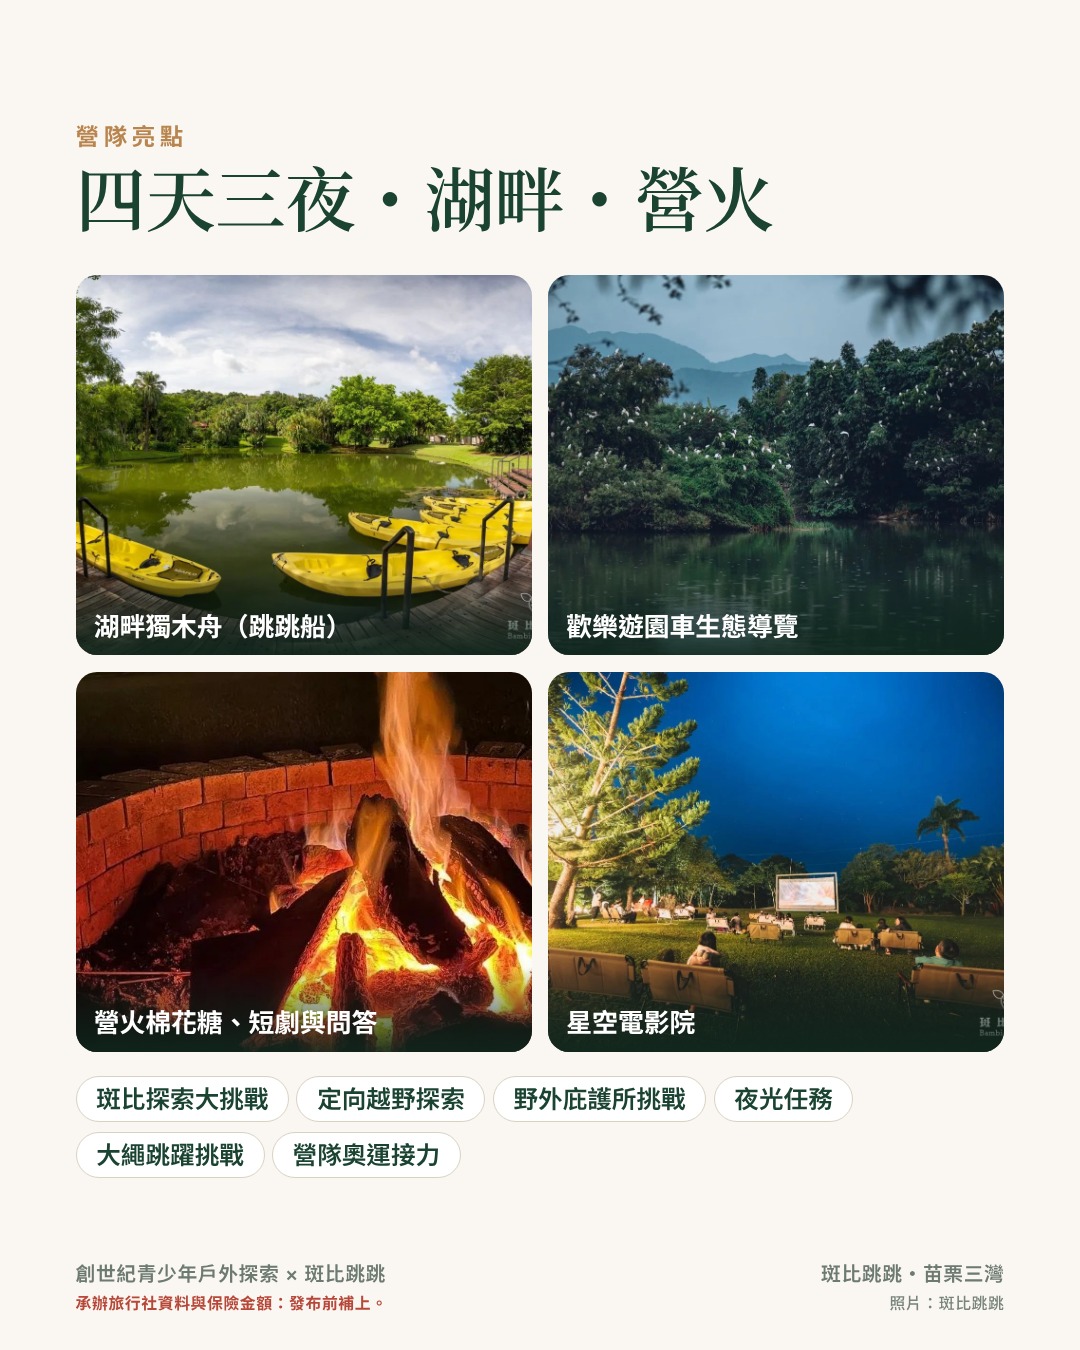 營隊亮點
四天三夜・湖畔・營火
湖畔獨木舟（跳跳船）
歡樂遊園車生態導覽
營火棉花糖、短劇與問答
星空電影院
斑比探索大挑戰
定向越野探索
野外庇護所挑戰
夜光任務
大繩跳躍挑戰
營隊奧運接力
創世紀青少年戶外探索 × 斑比跳跳
承辦旅行社資料與保險金額：發布前補上。
斑比跳跳・苗栗三灣
照片：斑比跳跳